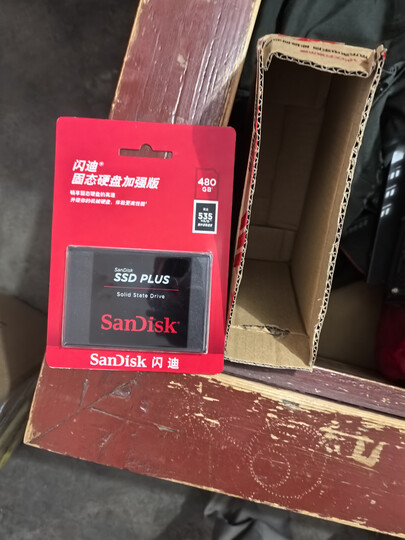 闪迪®
固态硬盘加强版
480
GB
535
SanDisk
SSD PLUS
Solid State Drive
SanDisk
SanDisk 闪迪